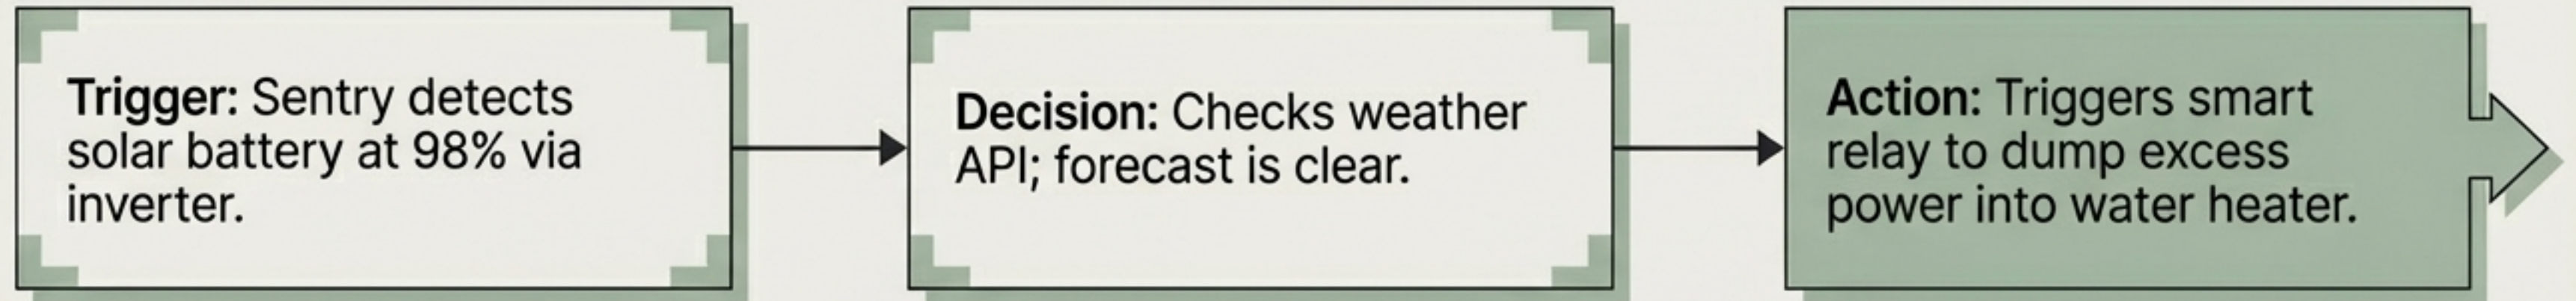 Trigger: Sentry detects
solar battery at 98% via
inverter.
Decision: Checks weather
API; forecast is clear.
Action: Triggers smart
relay to dump excess
power into water heater.